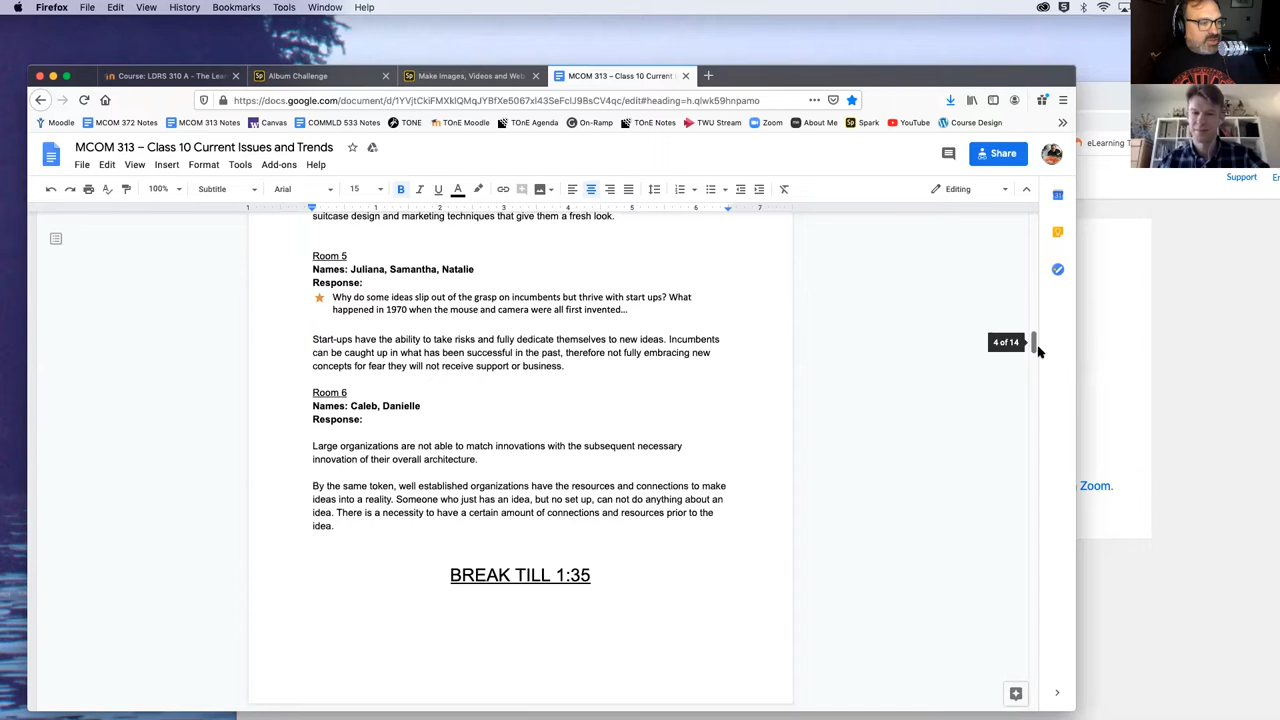 Firefox File Edit View History Bookmarks Tools Window Help
Course: LDRS 310 A - The Lea
Album Challenge
Make Images, Videos and Web
MCOM 313 – Class 10 Current
https://docs.google.com/document/d/1YVjtCkiFMXklQMqJYBfXe5067xl43SeFclJ9BsCV4qc/edit#heading=h.qlwk59hnpamo
Moodle MCOM 372 Notes MCOM 313 Notes Canvas COMMLD 533 Notes TONE TOnE Moodle TOnE Agenda On-Ramp TOnE Notes TWU Stream Zoom About Me Spark YouTube Course Design
eLearning T
MCOM 313 – Class 10 Current Issues and Trends
Share
File Edit View Insert Format Tools Add-ons Help
Support
100% Subtitle Arial 15 Editing
1 1 2 3 4 5 6 7
suitcase design and marketing techniques that give them a fresh look.
Room 5
Names: Juliana, Samantha, Natalie
Response:
Why do some ideas slip out of the grasp on incumbents but thrive with start ups? What
happened in 1970 when the mouse and camera were all first invented…
Start-ups have the ability to take risks and fully dedicate themselves to new ideas. Incumbents
can be caught up in what has been successful in the past, therefore not fully embracing new
concepts for fear they will not receive support or business.
4 of 14
Room 6
Names: Caleb, Danielle
Response:
Large organizations are not able to match innovations with the subsequent necessary
innovation of their overall architecture.
By the same token, well established organizations have the resources and connections to make
ideas into a reality. Someone who just has an idea, but no set up, can not do anything about an
idea. There is a necessity to have a certain amount of connections and resources prior to the
idea.
Zoom.
BREAK TILL 1:35